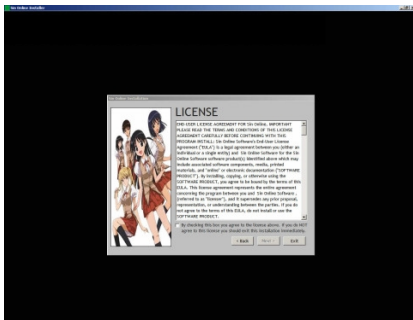 Sin Online Installer
Sin Online Installation
LICENSE
END-USER LICENSE AGREEMENT FOR Sin Online, IMPORTANT
PLEASE READ THE TERMS AND CONDITIONS OF THIS LICENSE
AGREEMENT CAREFULLY BEFORE CONTINUING WITH THIS
PROGRAM INSTALL: Sin Online Software's End-User License
Agreement ("EULA") is a legal agreement between you (either an
individual or a single entity) and Sin Online Software for the Sin
Online Software software product(s) identified above which may
include associated software components, media, printed
materials, and "online" or electronic documentation ("SOFTWARE
PRODUCT"). By installing, copying, or otherwise using the
SOFTWARE PRODUCT, you agree to be bound by the terms of this
EULA. This license agreement represents the entire agreement
concerning the program between you and Sin Online Software ,
(referred to as "licenser"), and it supersedes any prior proposal,
representation, or understanding between the parties. If you do
not agree to the terms of this EULA, do not install or use the
SOFTWARE PRODUCT.
By checking this box you agree to the license above. If you do NOT
agree to this license you should exit this installation immediately.
< Back Next > Exit